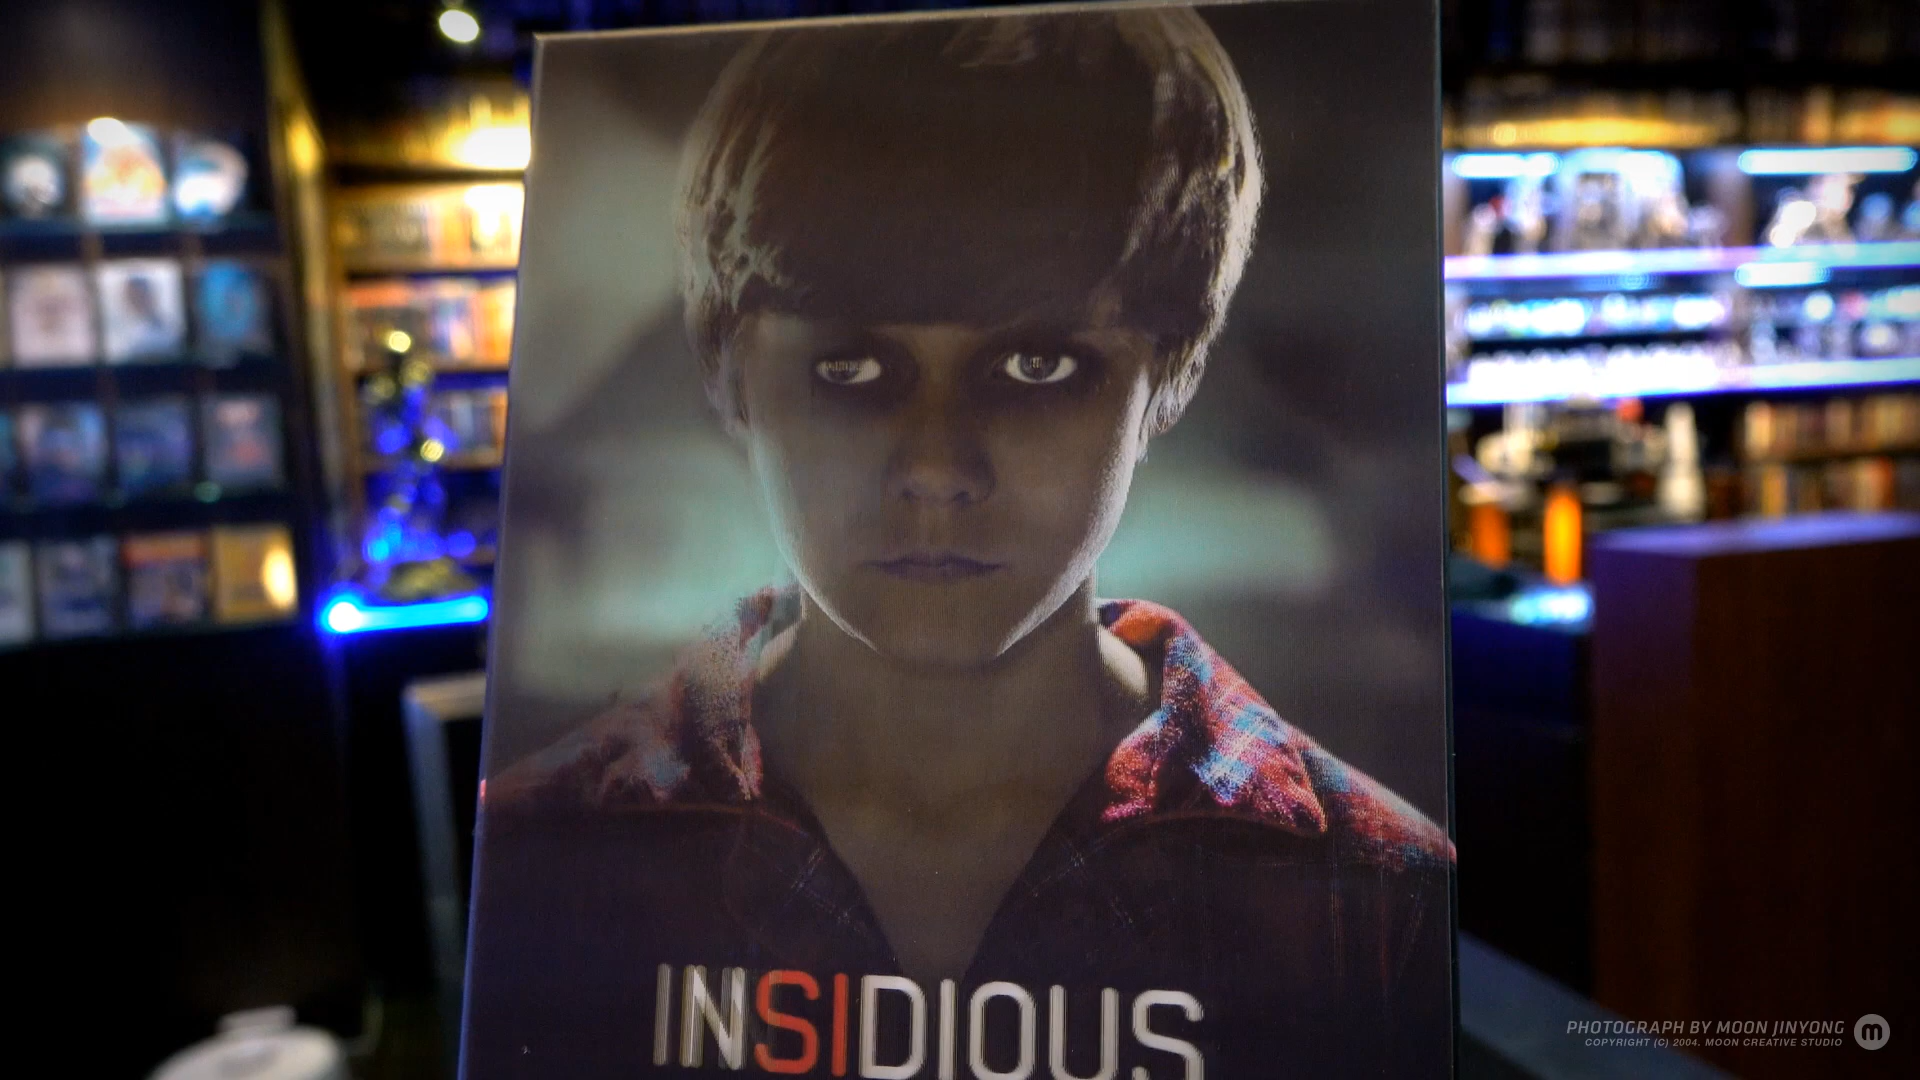 INSIDIOUS
PHOTOGRAPH BY MOON JINYONG
COPYRIGHT (C) 2004. MOON CREATIVE STUDIO
m